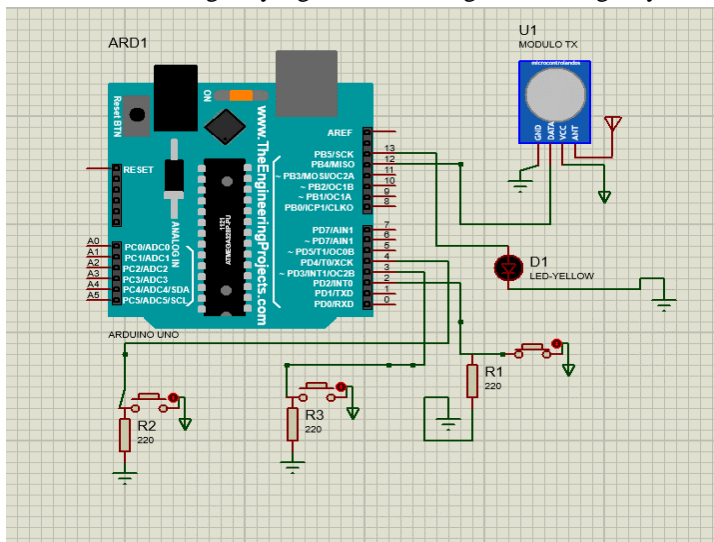 ARD1
U1
MODULO TX
microcontrolandos
GND
DATA
VCC
ANT
Reset BTN
ON
www.TheEngineeringProjects.com
AREF
RESET
PB5/SCK 13
PB4/MISO 12
~ PB3/MOSI/OC2A 11
~ PB2/OC1B 10
~ PB1/OC1A 9
PB0/ICP1/CLKO 8
ANALOG IN
1121
ATMEGA328P-PU
PD7/AIN1 7
~ PD7/AIN1 6
~ PD5/T1/OC0B 5
PD4/T0/XCK 4
~ PD3/INT1/OC2B 3
PD2/INT0 2
PD1/TXD 1
PD0/RXD 0
A0 PC0/ADC0
A1 PC1/ADC1
A2 PC2/ADC2
A3 PC3/ADC3
A4 PC4/ADC4/SDA
A5 PC5/ADC5/SCL
D1
LED-YELLOW
ARDUINO UNO
R1
220
R2
220
R3
220